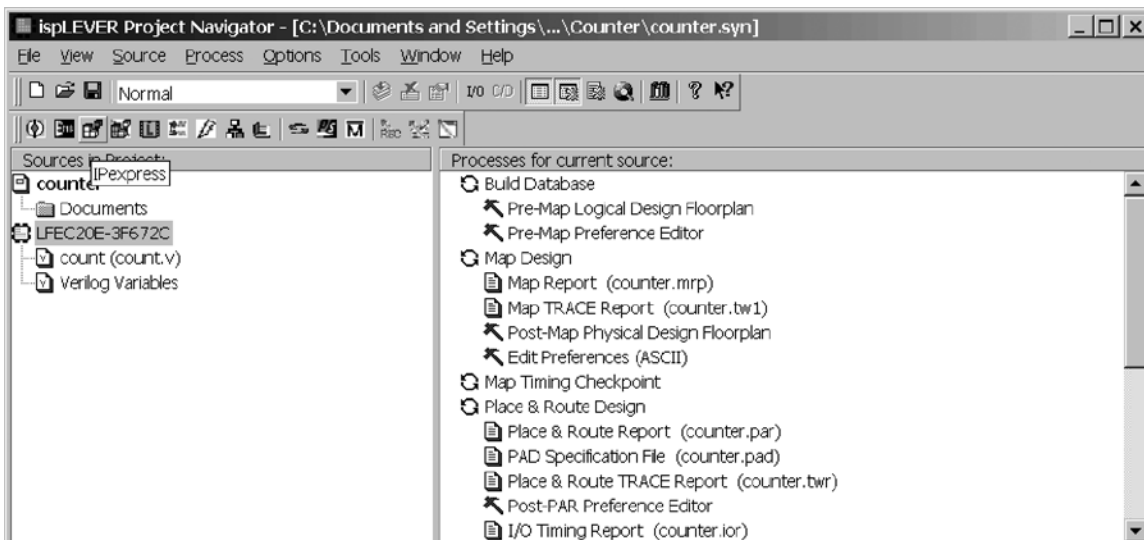 ispLEVER Project Navigator - [C:\Documents and Settings\...\Counter\counter.syn]
File View Source Process Options Tools Window Help
Normal I/O C/D
Sources in Project:
IPexpress
counter
Documents
LFEC20E-3F672C
count (count.v)
Verilog Variables
Processes for current source:
Build Database
Pre-Map Logical Design Floorplan
Pre-Map Preference Editor
Map Design
Map Report (counter.mrp)
Map TRACE Report (counter.tw1)
Post-Map Physical Design Floorplan
Edit Preferences (ASCII)
Map Timing Checkpoint
Place & Route Design
Place & Route Report (counter.par)
PAD Specification File (counter.pad)
Place & Route TRACE Report (counter.twr)
Post-PAR Preference Editor
I/O Timing Report (counter.ior)